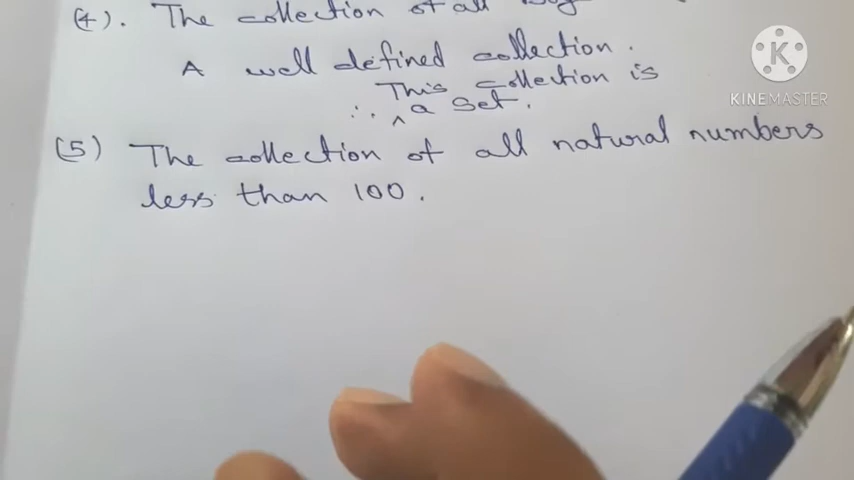 (4). The collection of all
A well defined collection.
This collection is
∴ ^ a set.
(5) The collection of all natural numbers
less than 100.
K
KINEMASTER